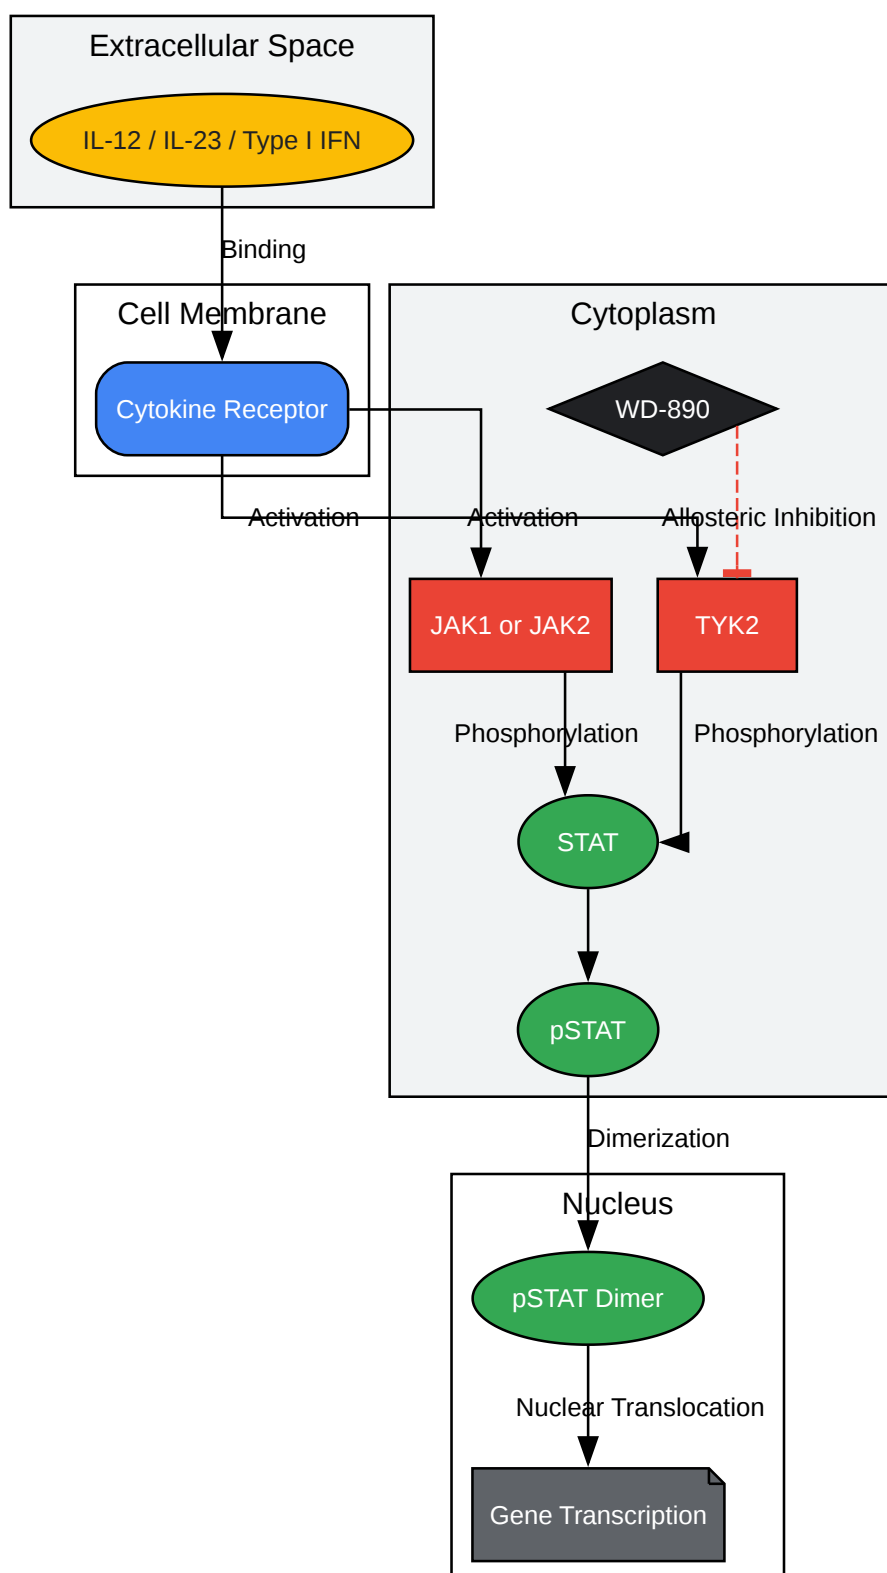 Extracellular Space
IL-12 / IL-23 / Type I IFN
Binding
Cell Membrane
Cytoplasm
Cytokine Receptor
WD-890
Activation
Activation
Allosteric Inhibition
JAK1 or JAK2
TYK2
Phosphorylation
Phosphorylation
STAT
pSTAT
Dimerization
Nucleus
pSTAT Dimer
Nuclear Translocation
Gene Transcription